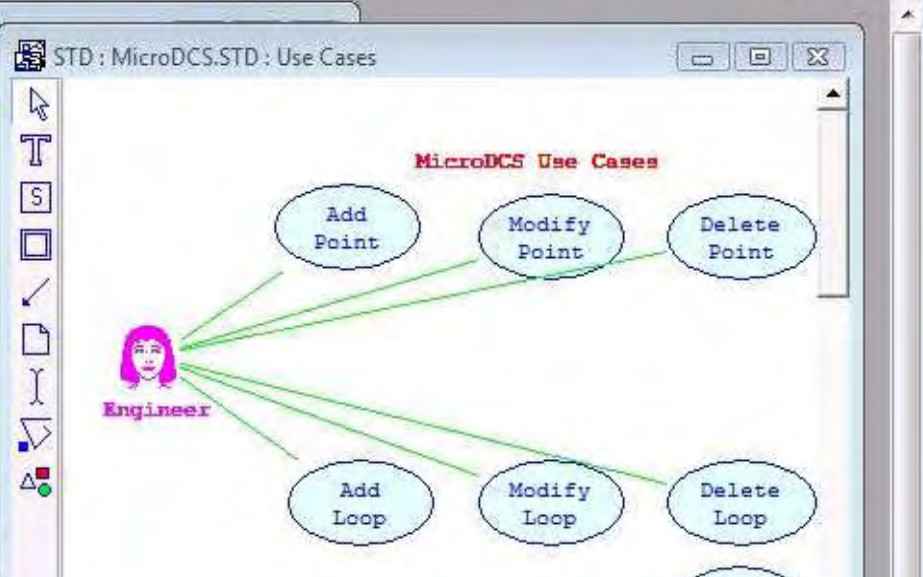 STD : MicroDCS.STD : Use Cases
T
S
MicroDCS Use Cases
Add
Point
Modify
Point
Delete
Point
Engineer
Add
Loop
Modify
Loop
Delete
Loop